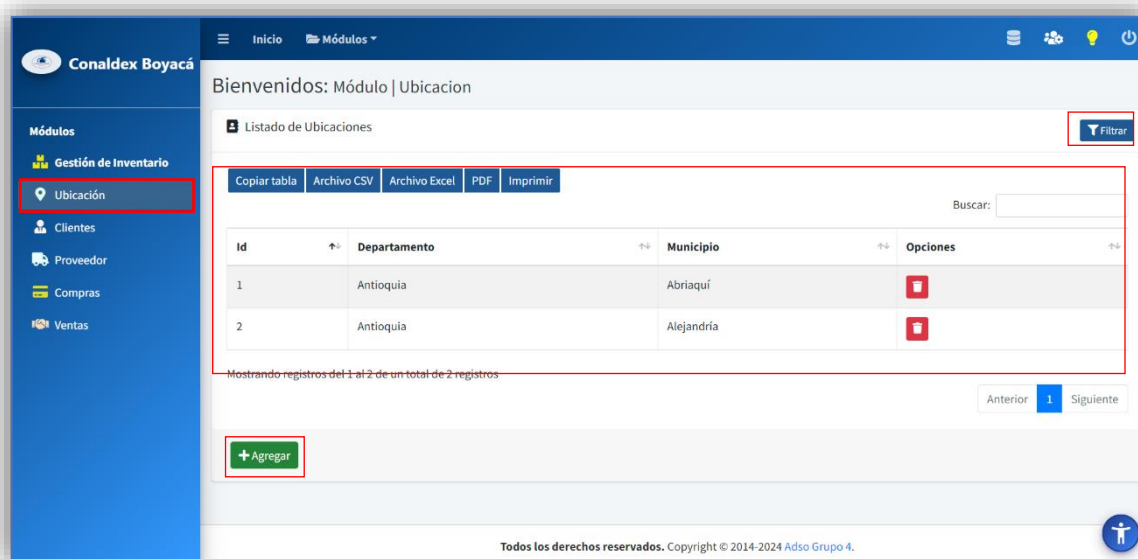 Conaldex Boyacá
Inicio Módulos
Bienvenidos: Módulo | Ubicacion
Módulos
Gestión de Inventario
Ubicación
Clientes
Proveedor
Compras
Ventas
Listado de Ubicaciones
Filtrar
Copiar tabla Archivo CSV Archivo Excel PDF Imprimir
Buscar:
Id Departamento Municipio Opciones
1 Antioquia Abriaquí
2 Antioquia Alejandría
Mostrando registros del 1 al 2 de un total de 2 registros
Anterior 1 Siguiente
Agregar
Todos los derechos reservados. Copyright © 2014-2024 Adso Grupo 4.